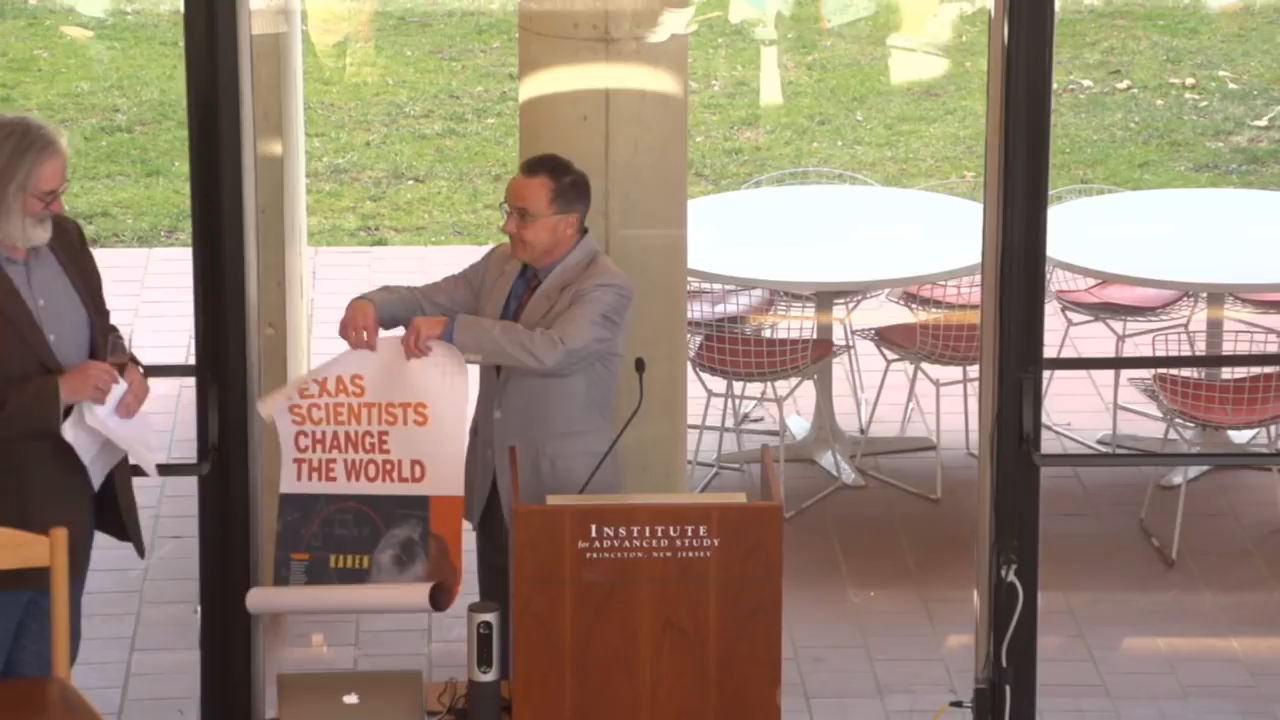 TEXAS
SCIENTISTS
CHANGE
THE WORLD
KAREN
INSTITUTE
for ADVANCED STUDY
PRINCETON, NEW JERSEY